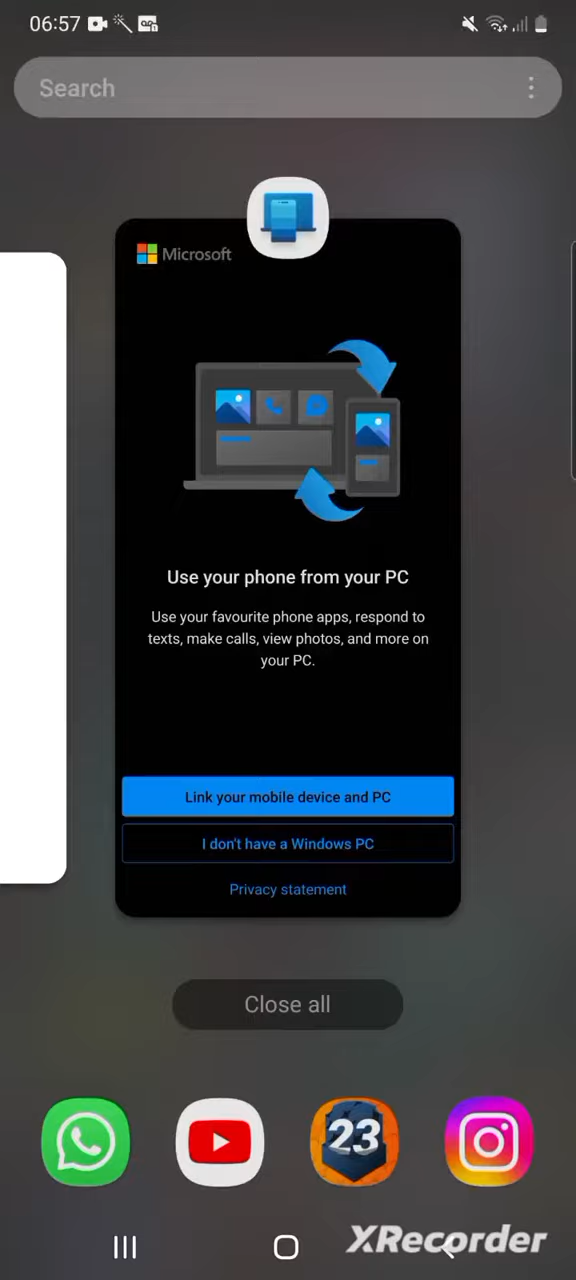 06:57
Search
Microsoft
Use your phone from your PC
Use your favourite phone apps, respond to
texts, make calls, view photos, and more on
your PC.
Link your mobile device and PC
I don't have a Windows PC
Privacy statement
Close all
23
XRecorder